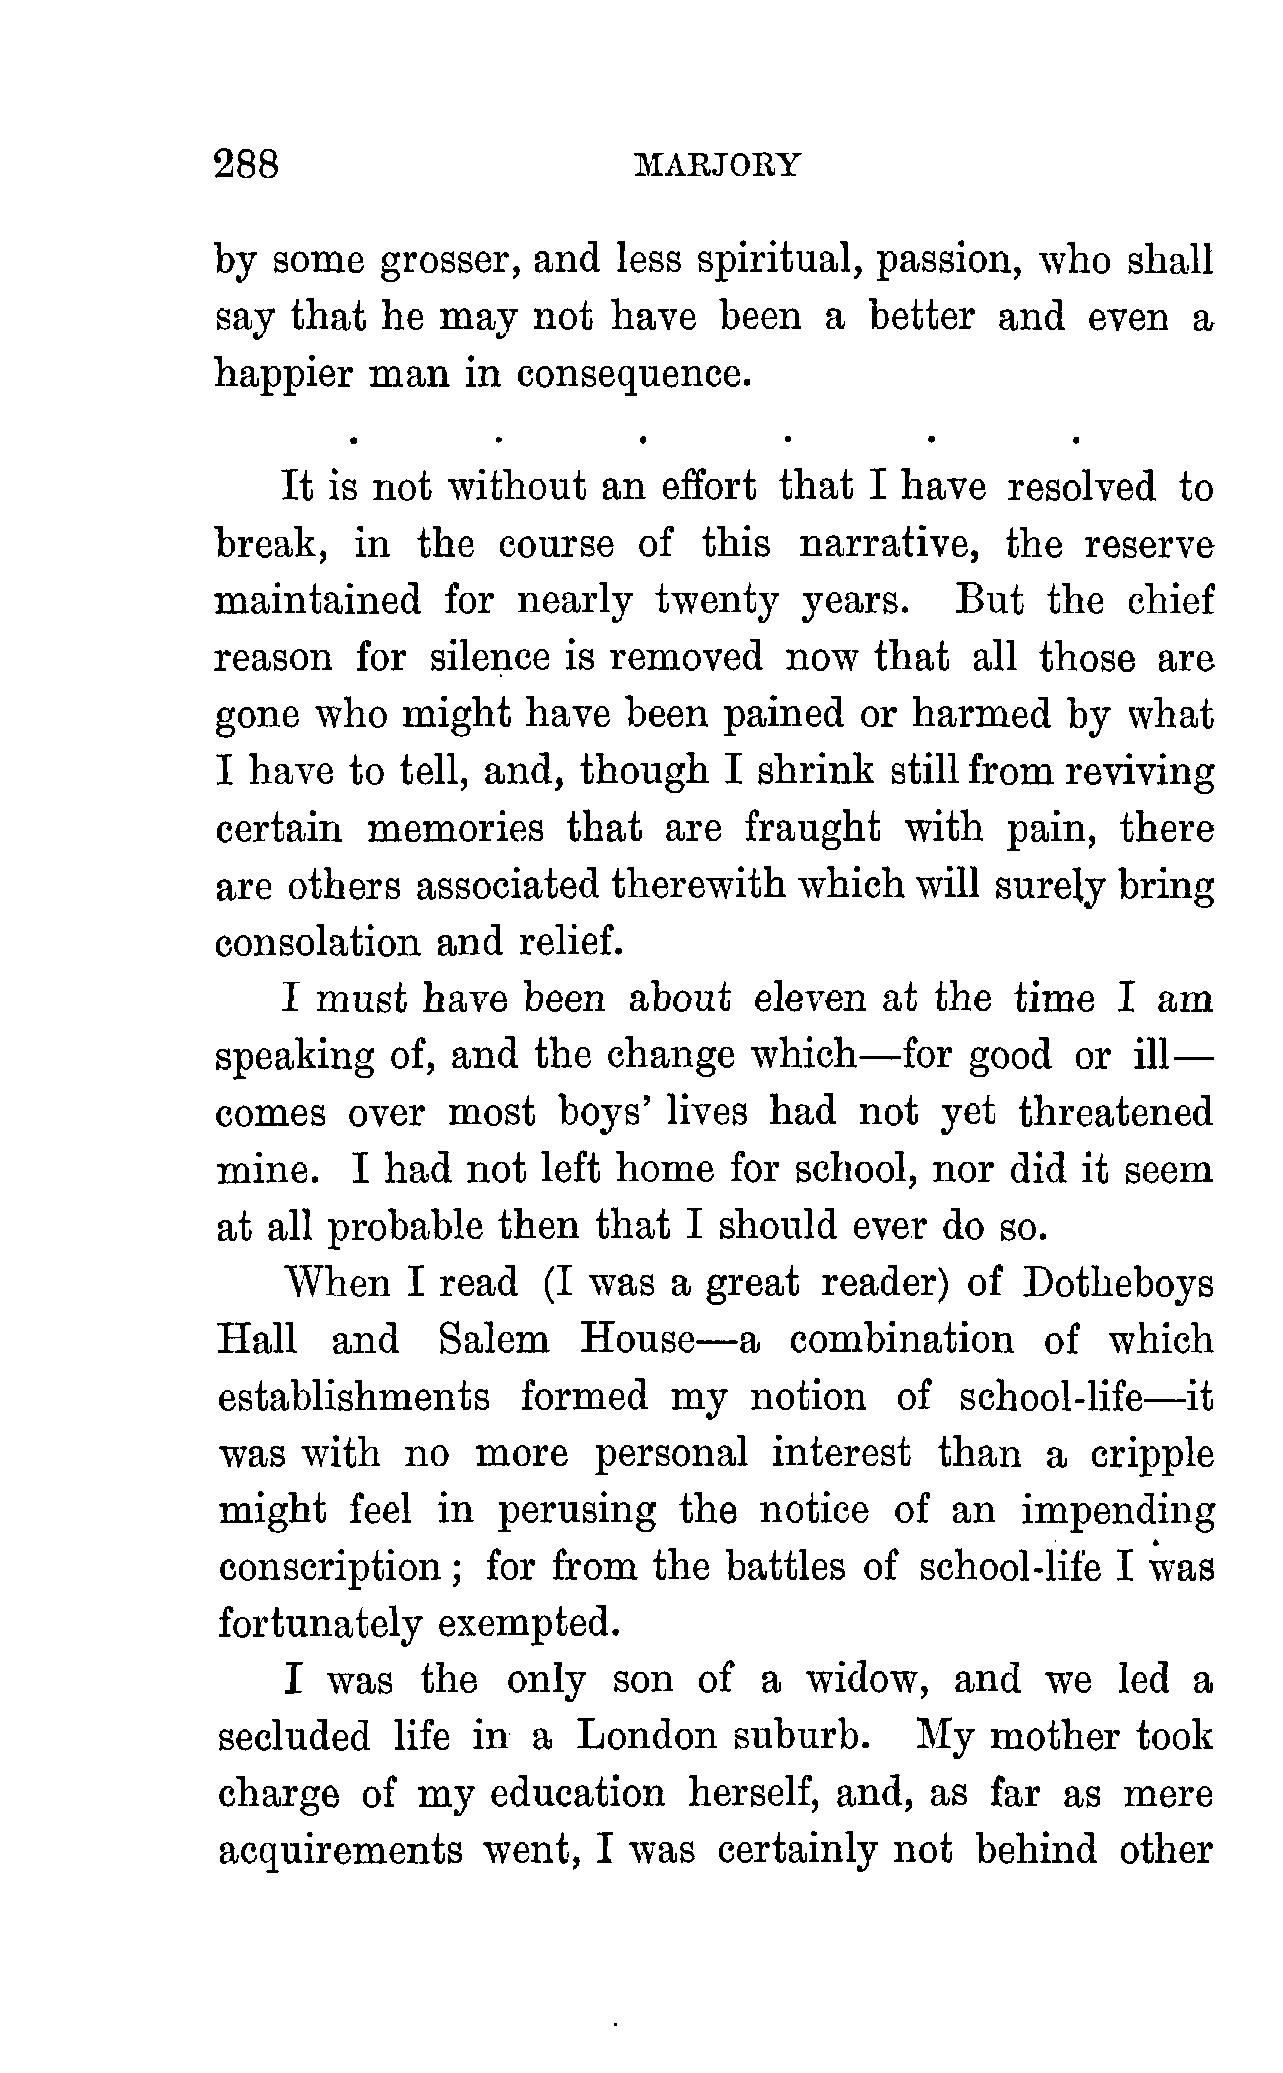 288 MARJORY
by some grosser, and less spiritual, passion, who shall
say that he may not have been a better and even a
happier man in consequence.
. . . . . .
It is not without an effort that I have resolved to
break, in the course of this narrative, the reserve
maintained for nearly twenty years. But the chief
reason for silence is removed now that all those are
gone who might have been pained or harmed by what
I have to tell, and, though I shrink still from reviving
certain memories that are fraught with pain, there
are others associated therewith which will surely bring
consolation and relief.
I must have been about eleven at the time I am
speaking of, and the change which—for good or ill—
comes over most boys' lives had not yet threatened
mine. I had not left home for school, nor did it seem
at all probable then that I should ever do so.
When I read (I was a great reader) of Dotheboys
Hall and Salem House—a combination of which
establishments formed my notion of school-life—it
was with no more personal interest than a cripple
might feel in perusing the notice of an impending
conscription ; for from the battles of school-life I was
fortunately exempted.
I was the only son of a widow, and we led a
secluded life in a London suburb. My mother took
charge of my education herself, and, as far as mere
acquirements went, I was certainly not behind other